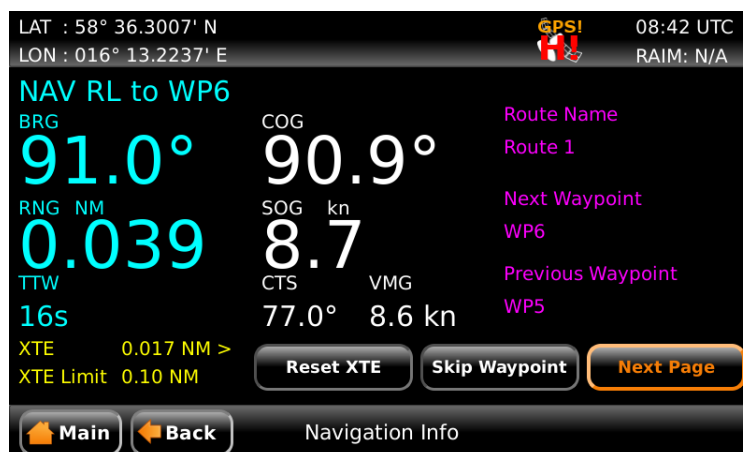 LAT : 58° 36.3007' N
GPS!
08:42 UTC
LON : 016° 13.2237' E
H!
RAIM: N/A
NAV RL to WP6
BRG
91.0°
COG
90.9°
Route Name
Route 1
RNG NM
0.039
SOG kn
8.7
Next Waypoint
WP6
TTW
16s
CTS
77.0°
VMG
8.6 kn
Previous Waypoint
WP5
XTE 0.017 NM >
XTE Limit 0.10 NM
Reset XTE
Skip Waypoint
Next Page
Main
Back
Navigation Info